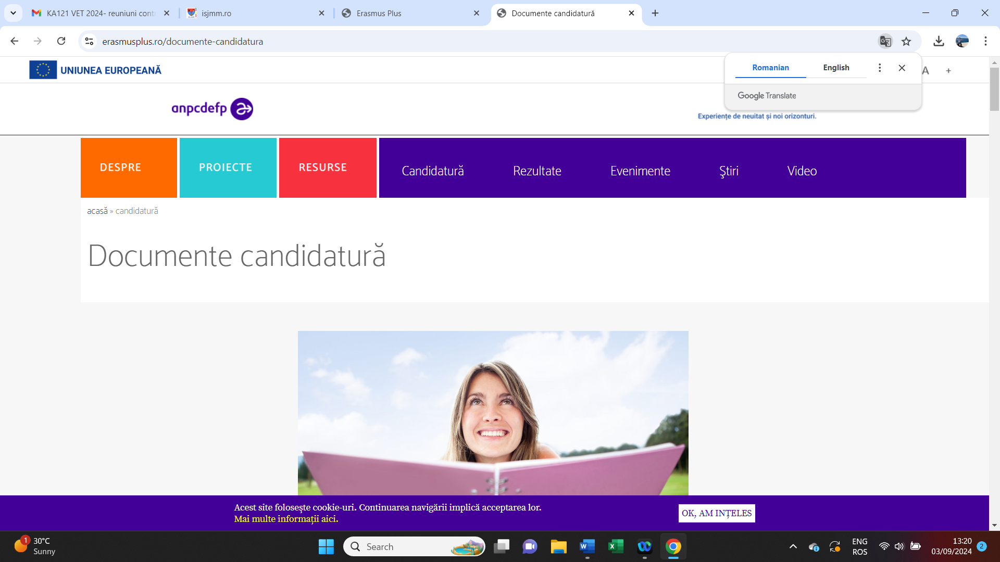 KA121 VET 2024- reuniuni cont
isjmm.ro
Erasmus Plus
Documente candidatură
erasmusplus.ro/documente-candidatura
Romanian
English
Google Translate
UNIUNEA EUROPEANĂ
A +
anpcdefp
Experiențe de neuitat și noi orizonturi.
DESPRE
PROIECTE
RESURSE
Candidatură
Rezultate
Evenimente
Ştiri
Video
acasă » candidatură
Documente candidatură
Acest site foloseşte cookie-uri. Continuarea navigării implică acceptarea lor.
Mai multe informații aici.
OK, AM INȚELES
1
30°C
Sunny
Search
ENG
ROS
13:20
03/09/2024
2